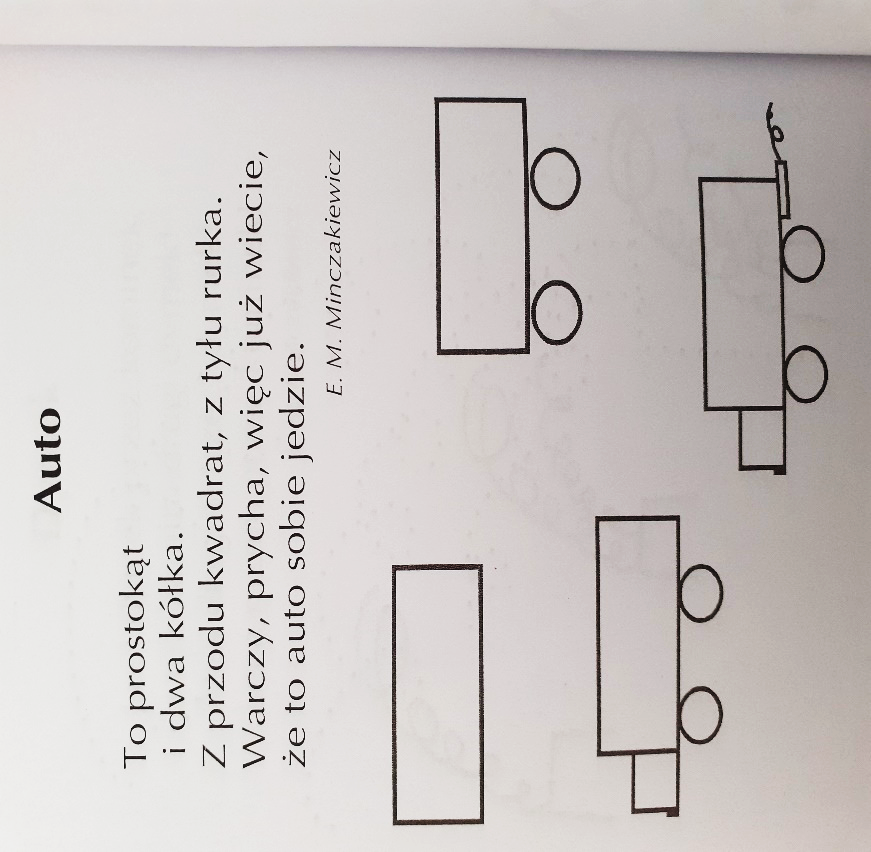 Auto
To prostokąt
i dwa kółka.
Z przodu kwadrat, z tyłu rurka.
Warczy, prycha, więc już wiecie,
że to auto sobie jedzie.
E. M. Minczakiewicz